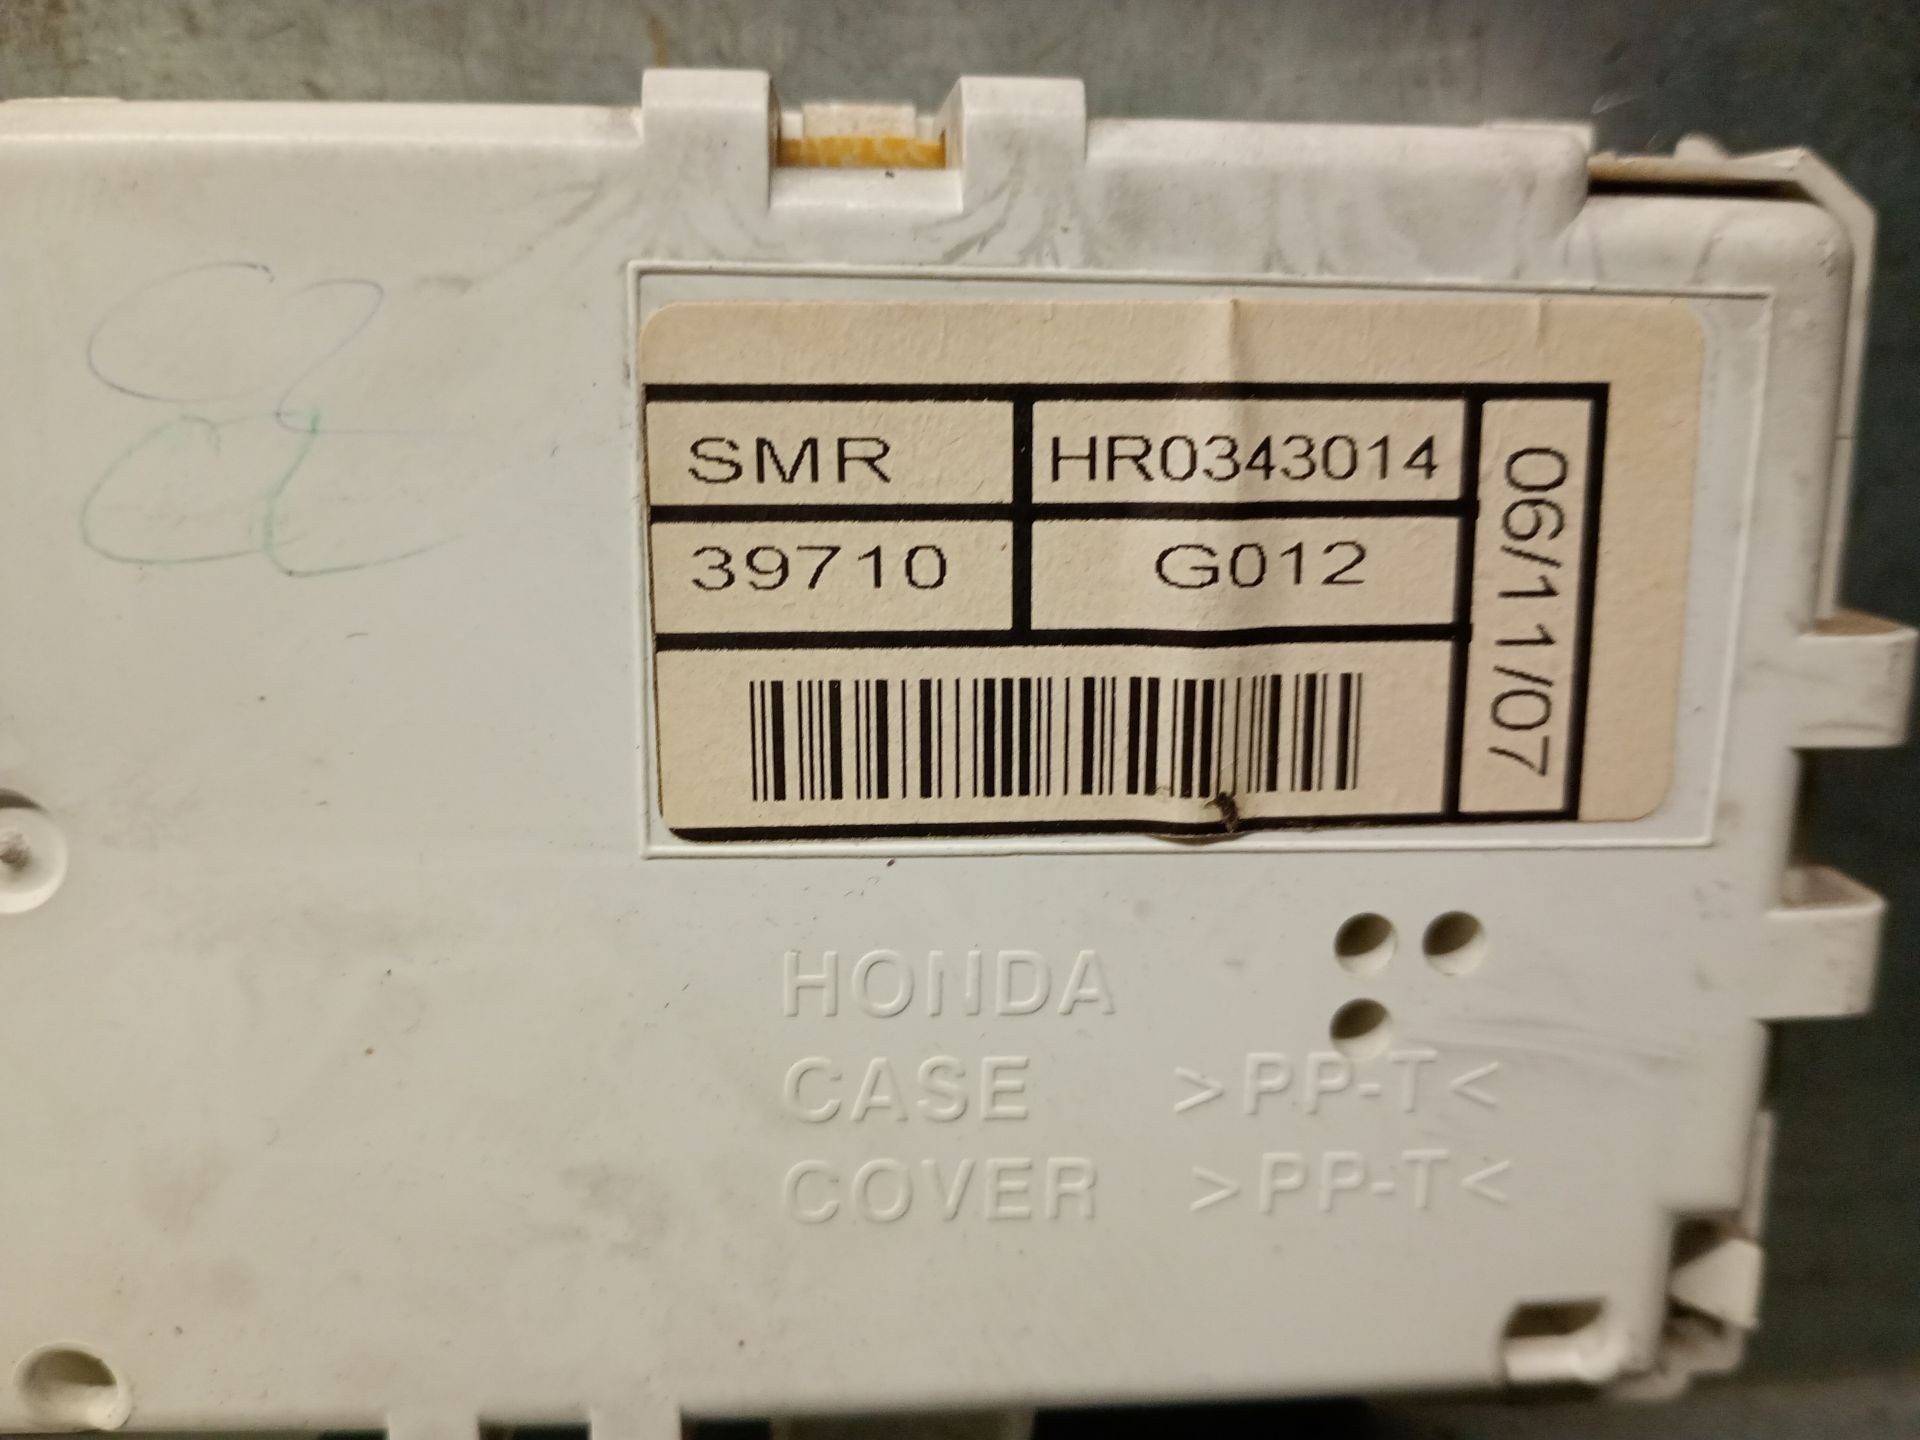 SMR HR0343014
39710 G012
06/11/07
HONDA
CASE >PP-T<
COVER >PP-T<